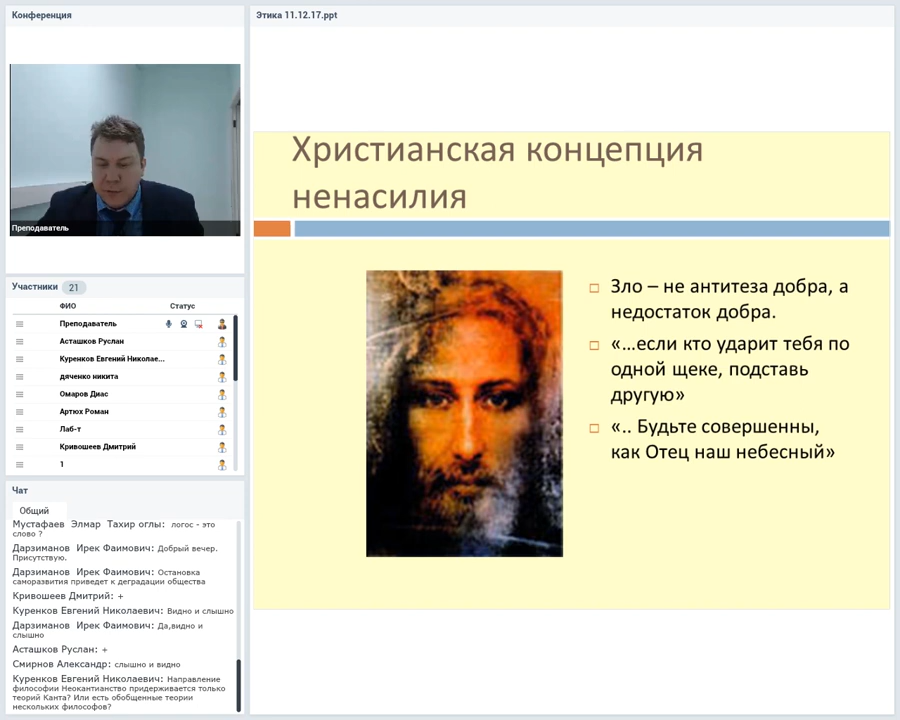 Конференция
Преподаватель
Участники 21
ФИО Статус
Преподаватель
Асташков Руслан
Куренков Евгений Николае...
дяченко никита
Омаров Диас
Артюх Роман
Лаб-т
Кривошеев Дмитрий
1
Чат
Общий
Мустафаев Элмар Тахир оглы: логос - это
слово ?
Дарзиманов Ирек Фаимович: Добрый вечер.
Присутствую.
Дарзиманов Ирек Фаимович: Остановка
саморазвития приведет к деградации общества
Кривошеев Дмитрий: +
Куренков Евгений Николаевич: Видно и слышно
Дарзиманов Ирек Фаимович: Да,видно и
слышно
Асташков Руслан: +
Смирнов Александр: слышно и видно
Куренков Евгений Николаевич: Направление
философии Неокантианство придерживается только
теорий Канта? Или есть обобщенные теории
нескольких философов?
Этика 11.12.17.ppt
Христианская концепция
ненасилия
Зло – не антитеза добра, а
недостаток добра.
«…если кто ударит тебя по
одной щеке, подставь
другую»
«.. Будьте совершенны,
как Отец наш небесный»